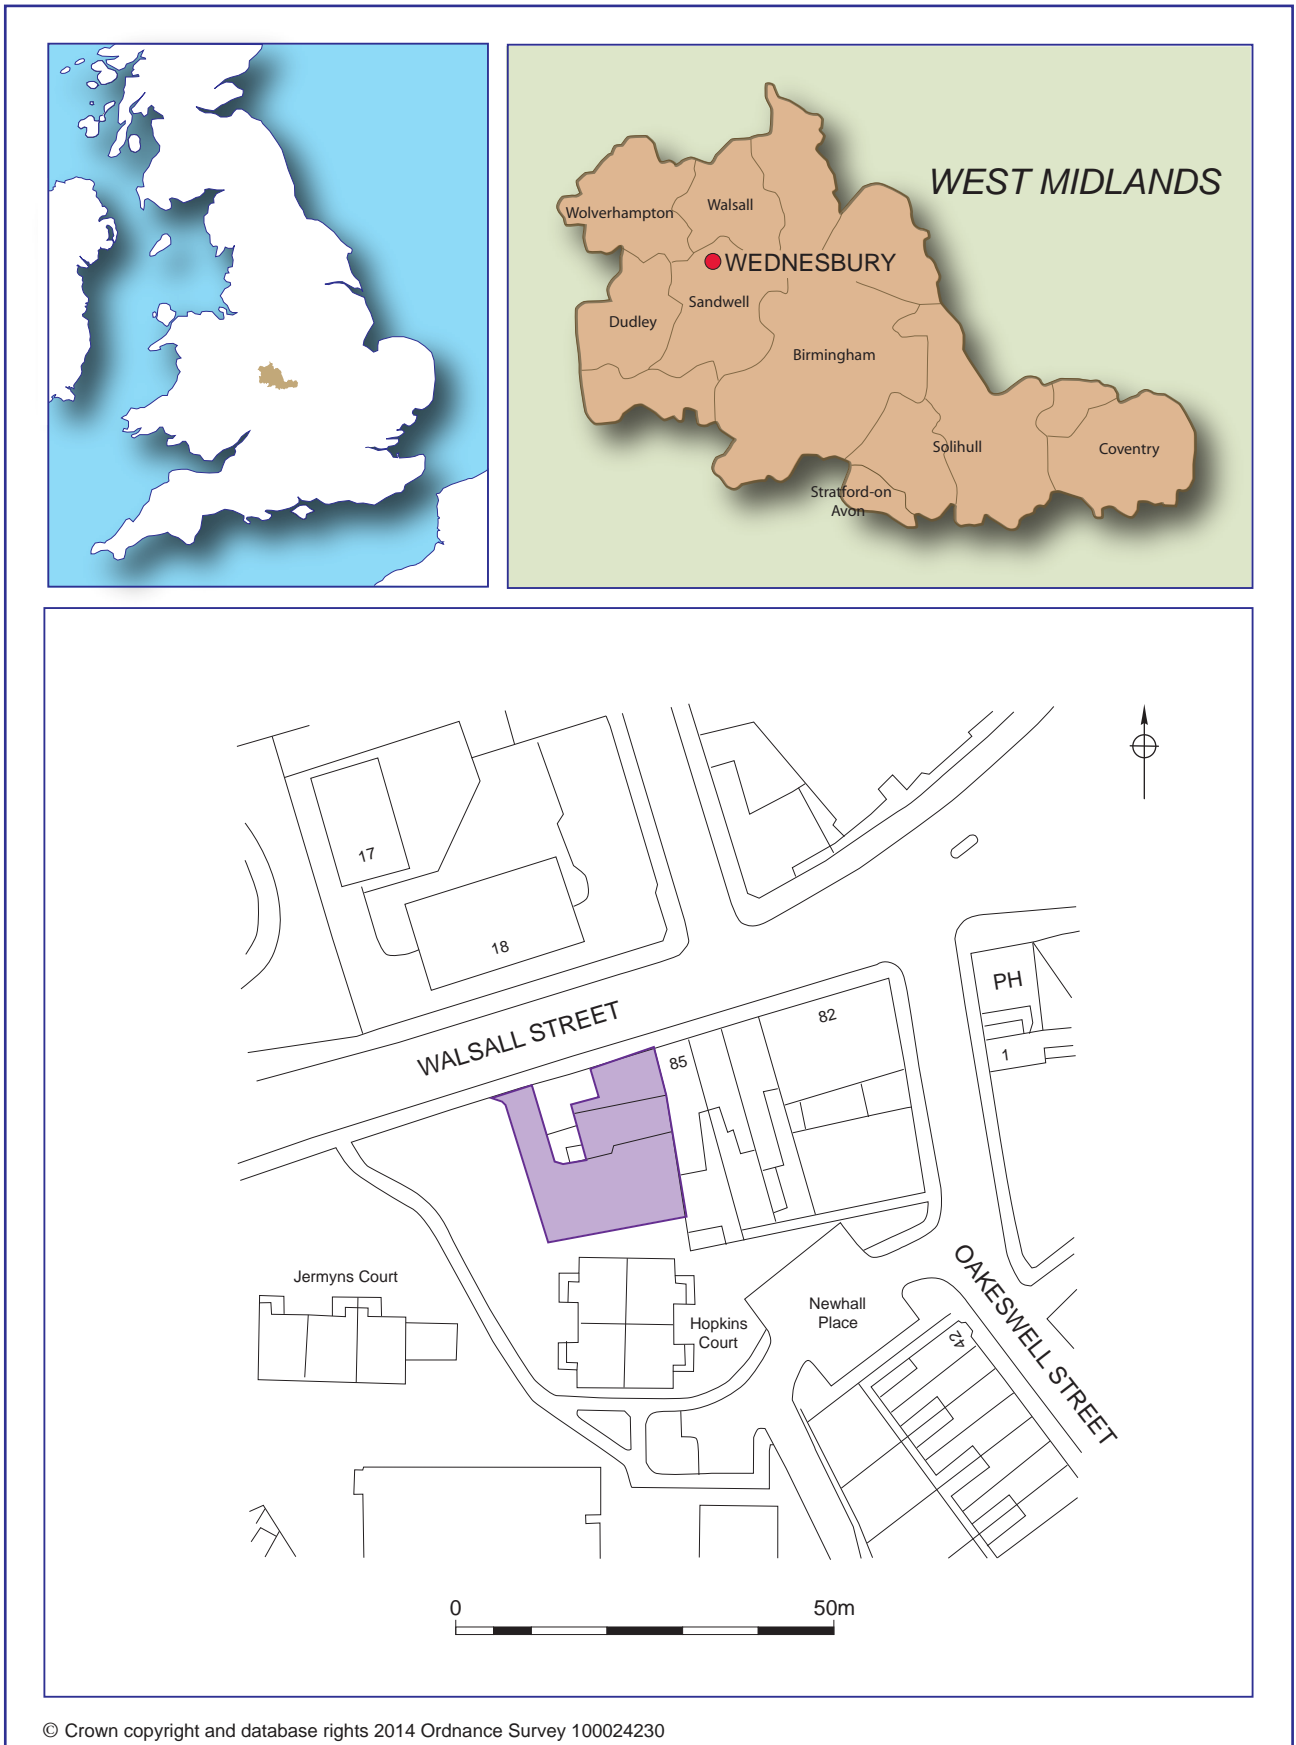 WEST MIDLANDS
Wolverhampton
Walsall
WEDNESBURY
Sandwell
Dudley
Birmingham
Solihull
Coventry
Stratford-on
Avon
17
18
WALSALL STREET
82
85
PH
1
Jermyns Court
Hopkins
Court
Newhall
Place
OAKESWELL STREET
42
0
50m
© Crown copyright and database rights 2014 Ordnance Survey 100024230